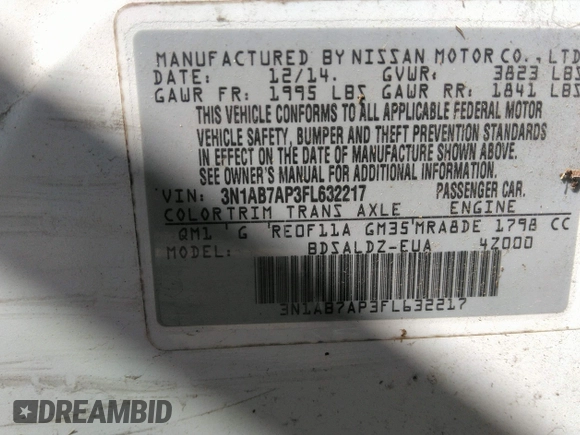 MANUFACTURED BY NISSAN MOTOR CO., LTD
DATE: 12/14. GVWR: 3823 LBS
GAWR FR: 1995 LBS GAWR RR: 1841 LBS
THIS VEHICLE CONFORMS TO ALL APPLICABLE FEDERAL MOTOR
VEHICLE SAFETY, BUMPER AND THEFT PREVENTION STANDARDS
IN EFFECT ON THE DATE OF MANUFACTURE SHOWN ABOVE.
SEE OWNER'S MANUAL FOR ADDITIONAL INFORMATION.
VIN: 3N1AB7AP3FL632217 PASSENGER CAR.
COLOR TRIM TRANS AXLE ENGINE
QM1 'G 'RE0F11A GM35'MRA8DE 1798 CC
MODEL: BDSALDZ-EUA 4Z000
3N1AB7AP3FL632217
DREAMBID